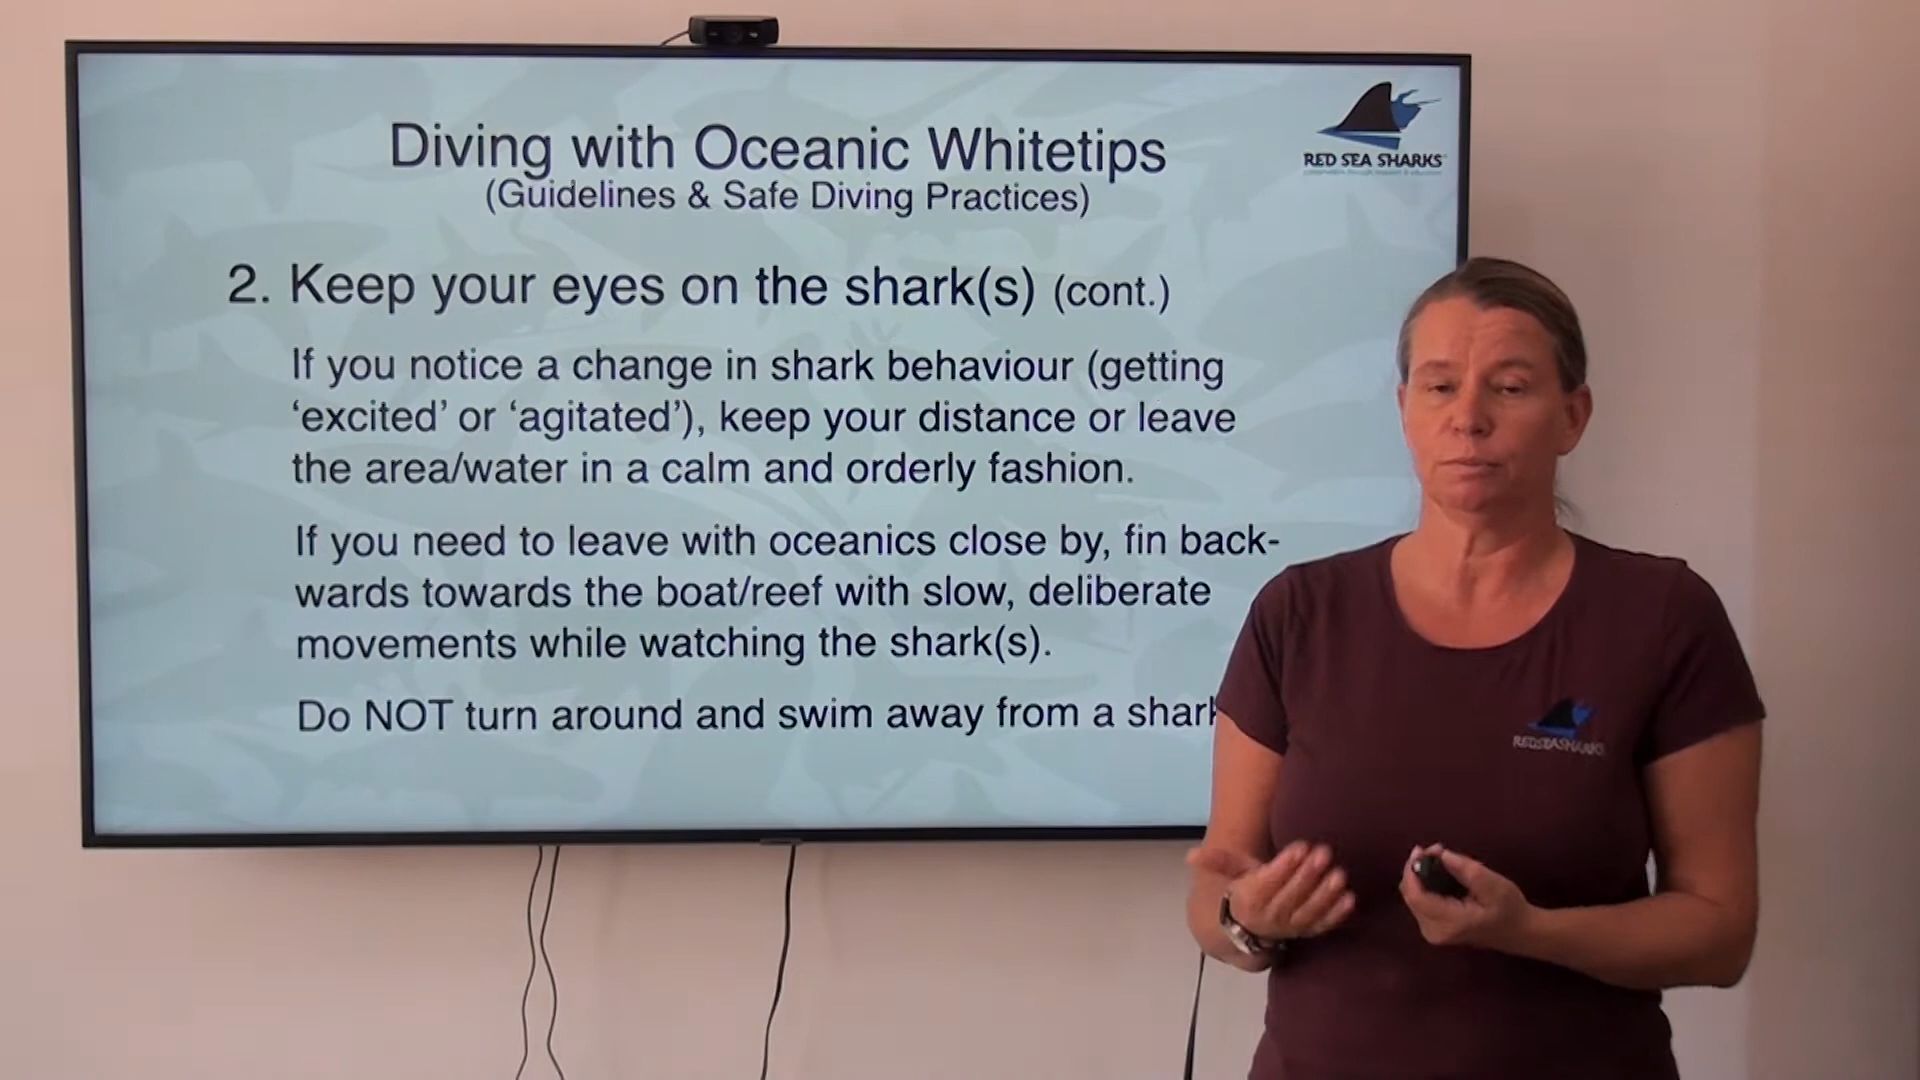 Diving with Oceanic Whitetips
(Guidelines & Safe Diving Practices)
RED SEA SHARKS
2. Keep your eyes on the shark(s) (cont.)
If you notice a change in shark behaviour (getting
‘excited’ or ‘agitated’), keep your distance or leave
the area/water in a calm and orderly fashion.
If you need to leave with oceanics close by, fin back-
wards towards the boat/reef with slow, deliberate
movements while watching the shark(s).
Do NOT turn around and swim away from a shark
REDSEASHARKS